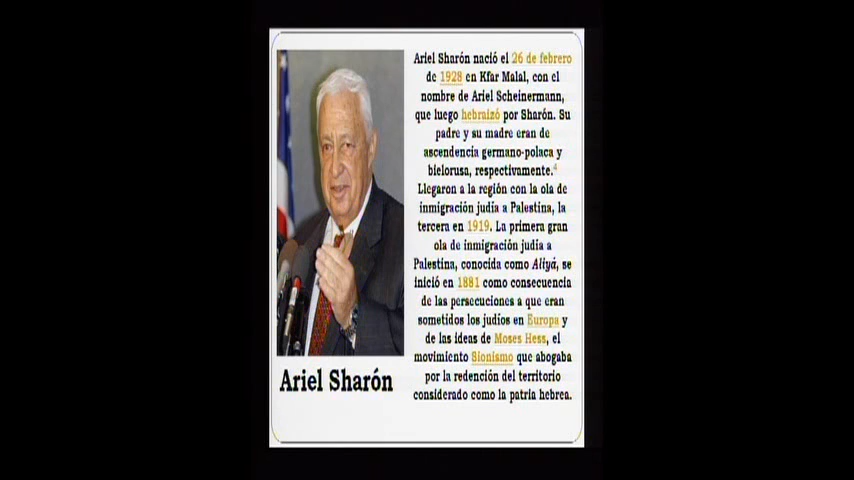 Ariel Sharón nació el 26 de febrero
de 1928 en Kfar Malal, con el
nombre de Ariel Scheinermann,
que luego hebraizó por Sharón. Su
padre y su madre eran de
ascendencia germano-polaca y
bielorusa, respectivamente.4
Llegaron a la región con la ola de
inmigración judía a Palestina, la
tercera en 1919. La primera gran
ola de inmigración judía a
Palestina, conocida como Aliyá, se
inició en 1881 como consecuencia
de las persecuciones a que eran
sometidos los judíos en Europa y
de las ideas de Moses Hess, el
movimiento Sionismo que abogaba
por la redención del territorio
considerado como la patria hebrea.
Ariel Sharón